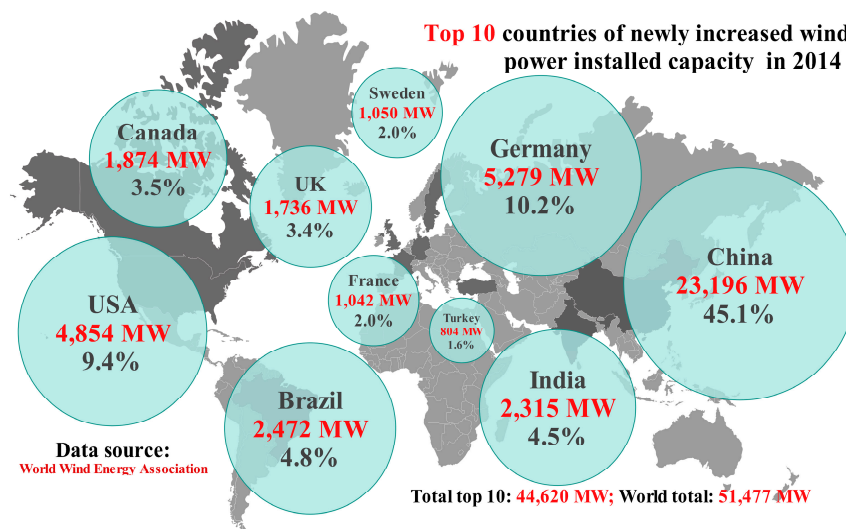 Top 10 countries of newly increased wind
power installed capacity in 2014
Sweden
1,050 MW
2.0%
Canada
1,874 MW
3.5%
Germany
5,279 MW
10.2%
UK
1,736 MW
3.4%
China
23,196 MW
45.1%
France
1,042 MW
2.0%
USA
4,854 MW
9.4%
Turkey
804 MW
1.6%
India
2,315 MW
4.5%
Brazil
2,472 MW
4.8%
Data source:
World Wind Energy Association
Total top 10: 44,620 MW; World total: 51,477 MW